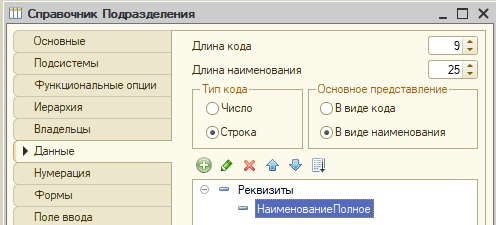 Справочник Подразделения
Основные
Подсистемы
Функциональные опции
Иерархия
Владельцы
Данные
Нумерация
Формы
Поле ввода
Длина кода 9
Длина наименования 25
Тип кода
Число
Строка
Основное представление
В виде кода
В виде наименования
Реквизиты
НаименованиеПолное